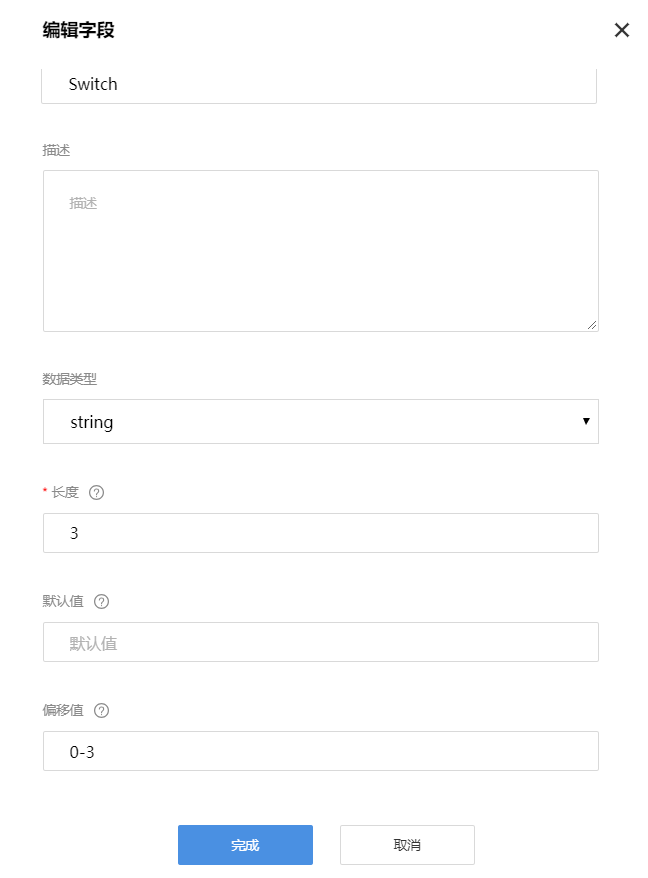 编辑字段
Switch
描述
描述
数据类型
string
* 长度
3
默认值
默认值
偏移值
0-3
完成 取消